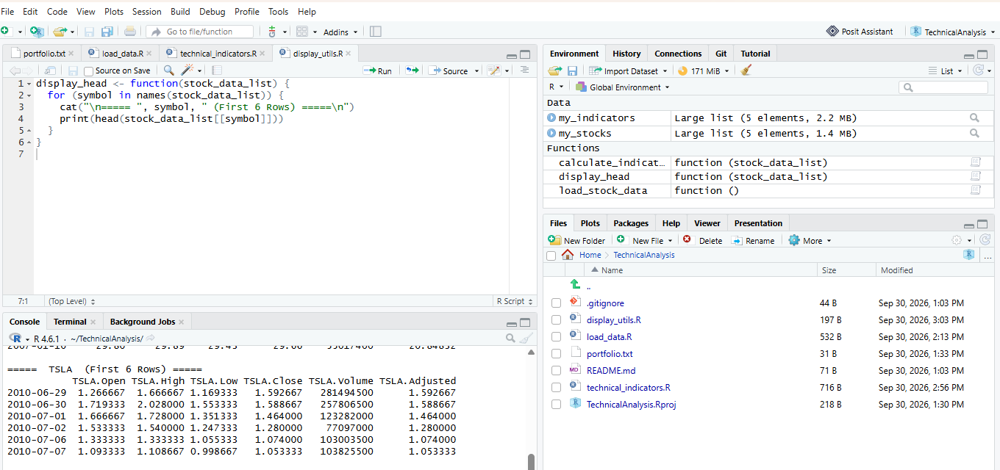 File Edit Code View Plots Session Build Debug Profile Tools Help
Go to file/function Addins Posit Assistant TechnicalAnalysis
portfolio.txt load_data.R technical_indicators.R display_utils.R
Source on Save Run Source
1 display_head <- function(stock_data_list) {
2 for (symbol in names(stock_data_list)) {
3 cat("\n===== ", symbol, " (First 6 Rows) =====\n")
4 print(head(stock_data_list[[symbol]]))
5 }
6 }
7
7:1 (Top Level) R Script
Console Terminal Background Jobs
R 4.6.1 · ~/TechnicalAnalysis/
===== TSLA (First 6 Rows) =====
TSLA.Open TSLA.High TSLA.Low TSLA.Close TSLA.Volume TSLA.Adjusted
2010-06-29 1.266667 1.666667 1.169333 1.592667 281494500 1.592667
2010-06-30 1.719333 2.028000 1.553333 1.588667 257806500 1.588667
2010-07-01 1.666667 1.728000 1.351333 1.464000 123282000 1.464000
2010-07-02 1.533333 1.540000 1.247333 1.280000 77097000 1.280000
2010-07-06 1.333333 1.333333 1.055333 1.074000 103003500 1.074000
2010-07-07 1.093333 1.108667 0.998667 1.053333 103825500 1.053333
Environment History Connections Git Tutorial
Import Dataset 171 MiB List
R Global Environment
Data
my_indicators Large list (5 elements, 2.2 MB)
my_stocks Large list (5 elements, 1.4 MB)
Functions
calculate_indicat… function (stock_data_list)
display_head function (stock_data_list)
load_stock_data function ()
Files Plots Packages Help Viewer Presentation
New Folder New File Delete Rename More
Home TechnicalAnalysis ...
Name Size Modified
..
.gitignore 44 B Sep 30, 2026, 1:03 PM
display_utils.R 197 B Sep 30, 2026, 3:03 PM
load_data.R 532 B Sep 30, 2026, 2:13 PM
portfolio.txt 31 B Sep 30, 2026, 1:33 PM
MD README.md 71 B Sep 30, 2026, 1:03 PM
technical_indicators.R 716 B Sep 30, 2026, 2:56 PM
TechnicalAnalysis.Rproj 218 B Sep 30, 2026, 1:30 PM